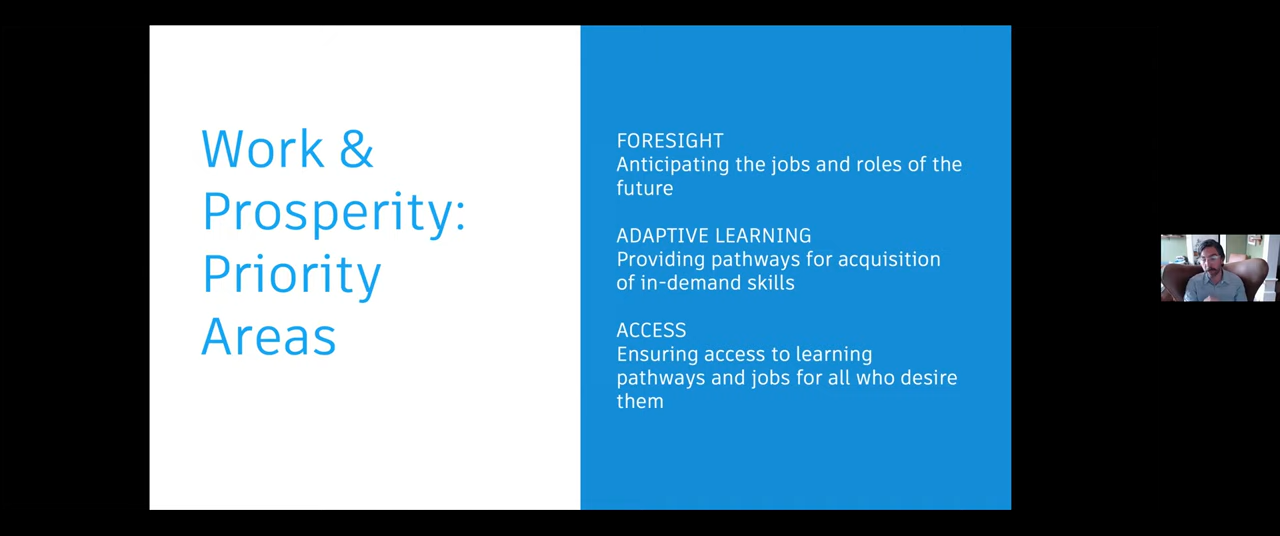 Work &
Prosperity:
Priority
Areas
FORESIGHT
Anticipating the jobs and roles of the
future
ADAPTIVE LEARNING
Providing pathways for acquisition
of in-demand skills
ACCESS
Ensuring access to learning
pathways and jobs for all who desire
them